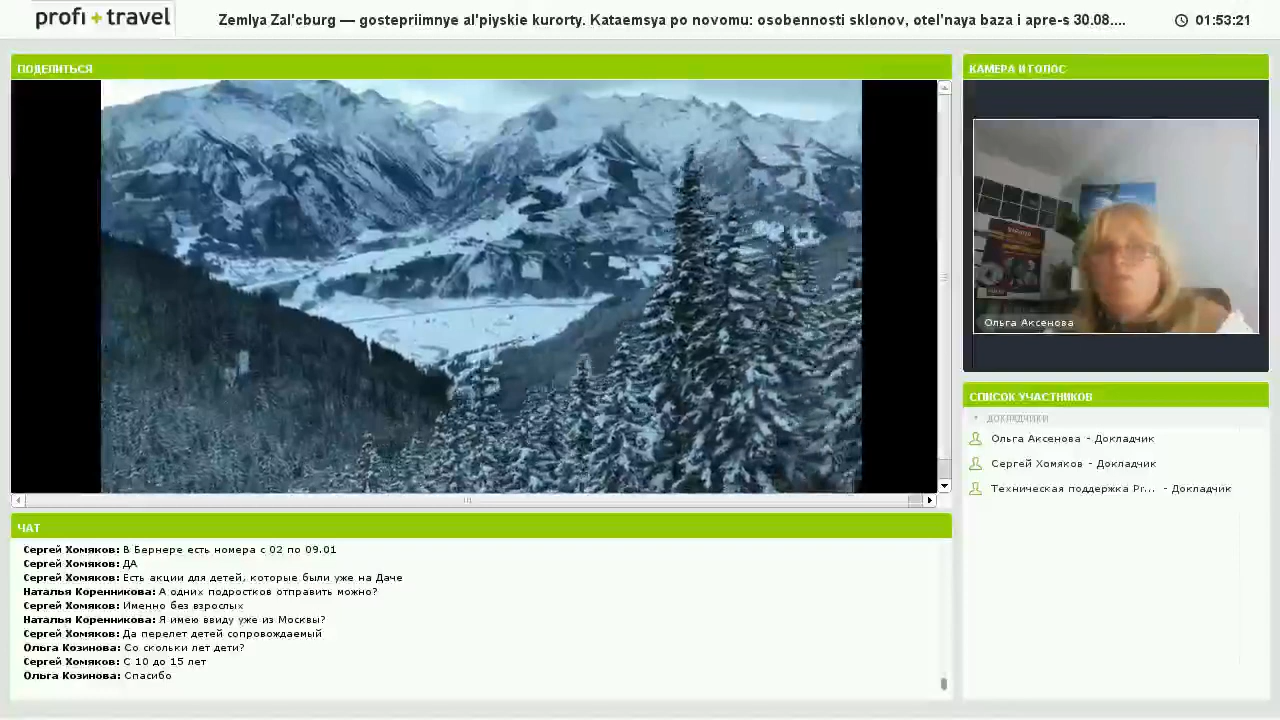 profi + travel
Zemlya Zal'cburg — gostepriimnye al'piyskie kurorty. Kataemsya po novomu: osobennosti sklonov, otel'naya baza i apre-s 30.08....
01:53:21
ПОДЕЛИТЬСЯ
КАМЕРА И ГОЛОС
Ольга Аксенова
СПИСОК УЧАСТНИКОВ
ДОКЛАДЧИКИ
Ольга Аксенова - Докладчик
Сергей Хомяков - Докладчик
Техническая поддержка Pr... - Докладчик
ЧАТ
Сергей Хомяков: В Бернере есть номера с 02 по 09.01
Сергей Хомяков: ДА
Сергей Хомяков: Есть акции для детей, которые были уже на Даче
Наталья Коренникова: А одних подростков отправить можно?
Сергей Хомяков: Именно без взрослых
Наталья Коренникова: Я имею ввиду уже из Москвы?
Сергей Хомяков: Да перелет детей сопровождаемый
Ольга Козинова: Со скольки лет дети?
Сергей Хомяков: С 10 до 15 лет
Ольга Козинова: Спасибо